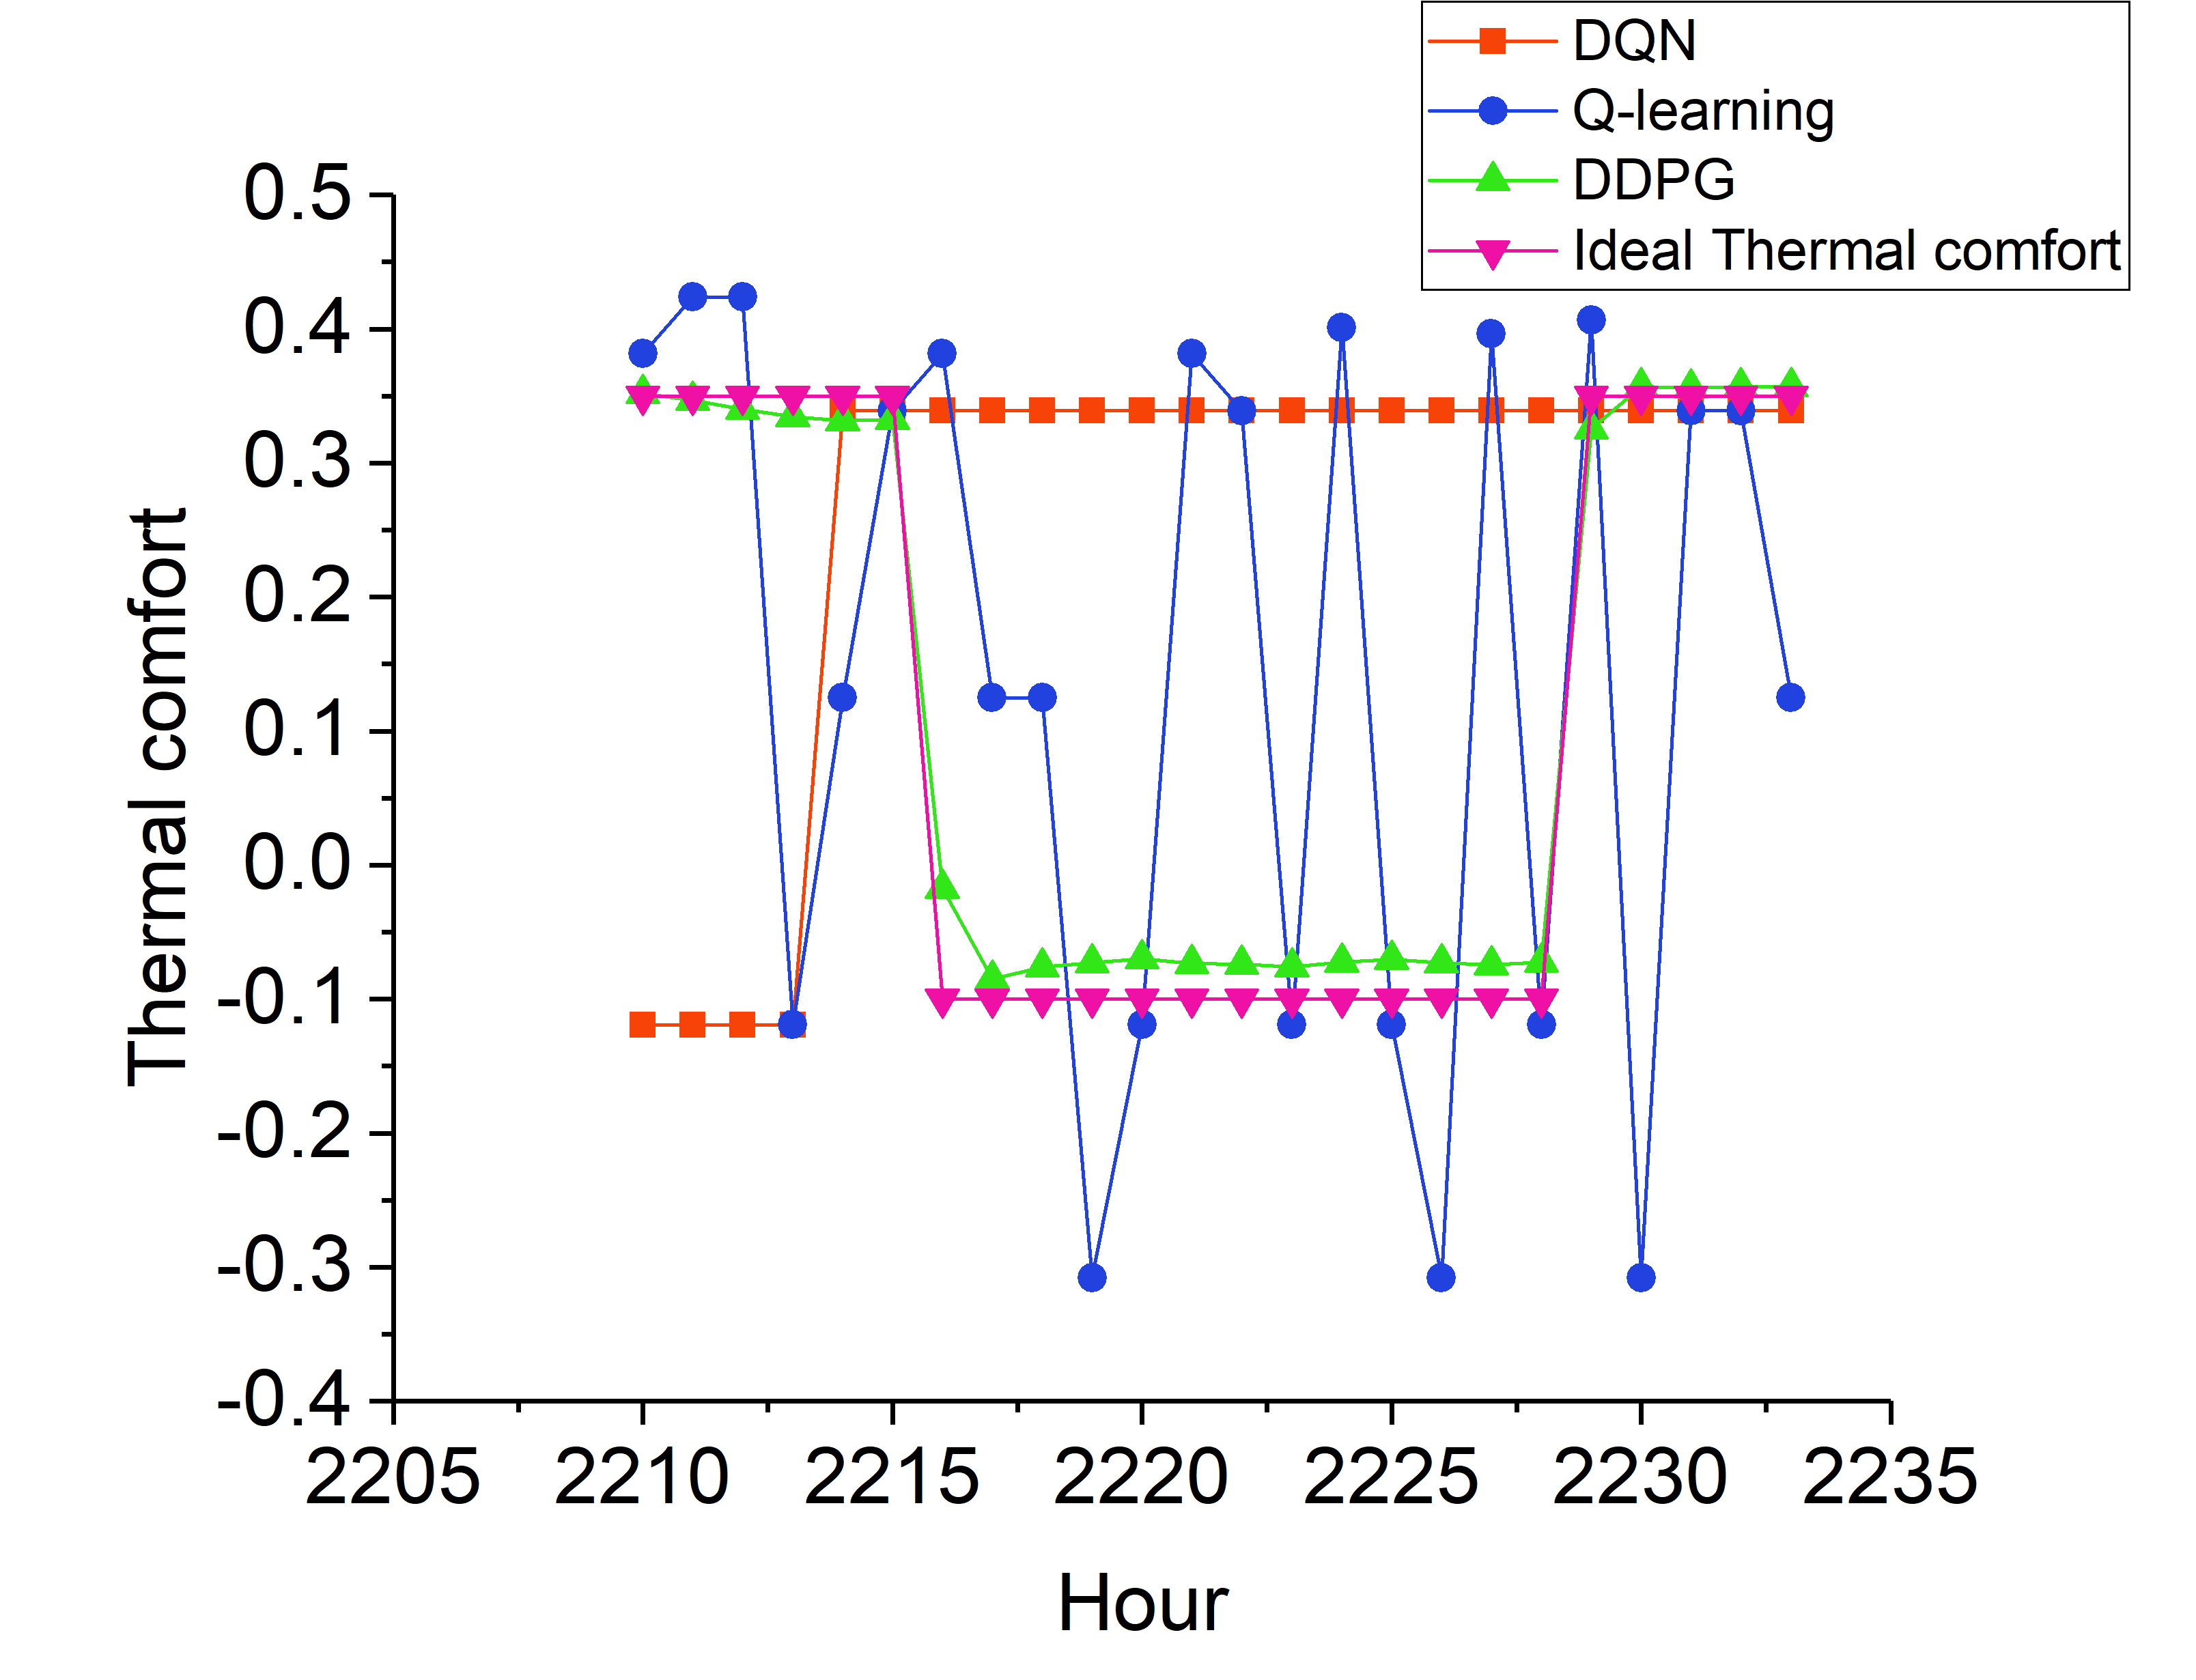 DQN
Q-learning
DDPG
Ideal Thermal comfort
0.5
0.4
0.3
0.2
0.1
0.0
-0.1
-0.2
-0.3
-0.4
Thermal comfort
2205 2210 2215 2220 2225 2230 2235
Hour